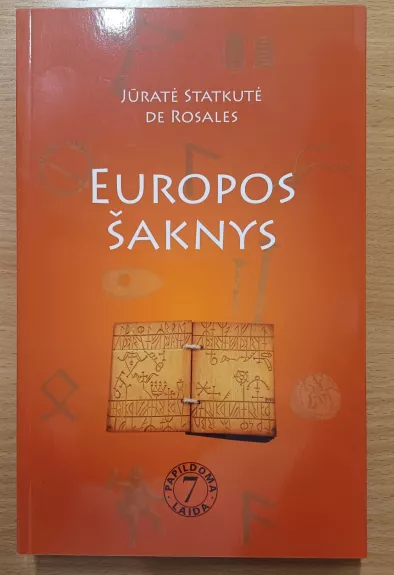 JŪRATĖ STATKUTĖ
DE ROSALES
EUROPOS
ŠAKNYS
PAPILDOMA
7
LAIDA